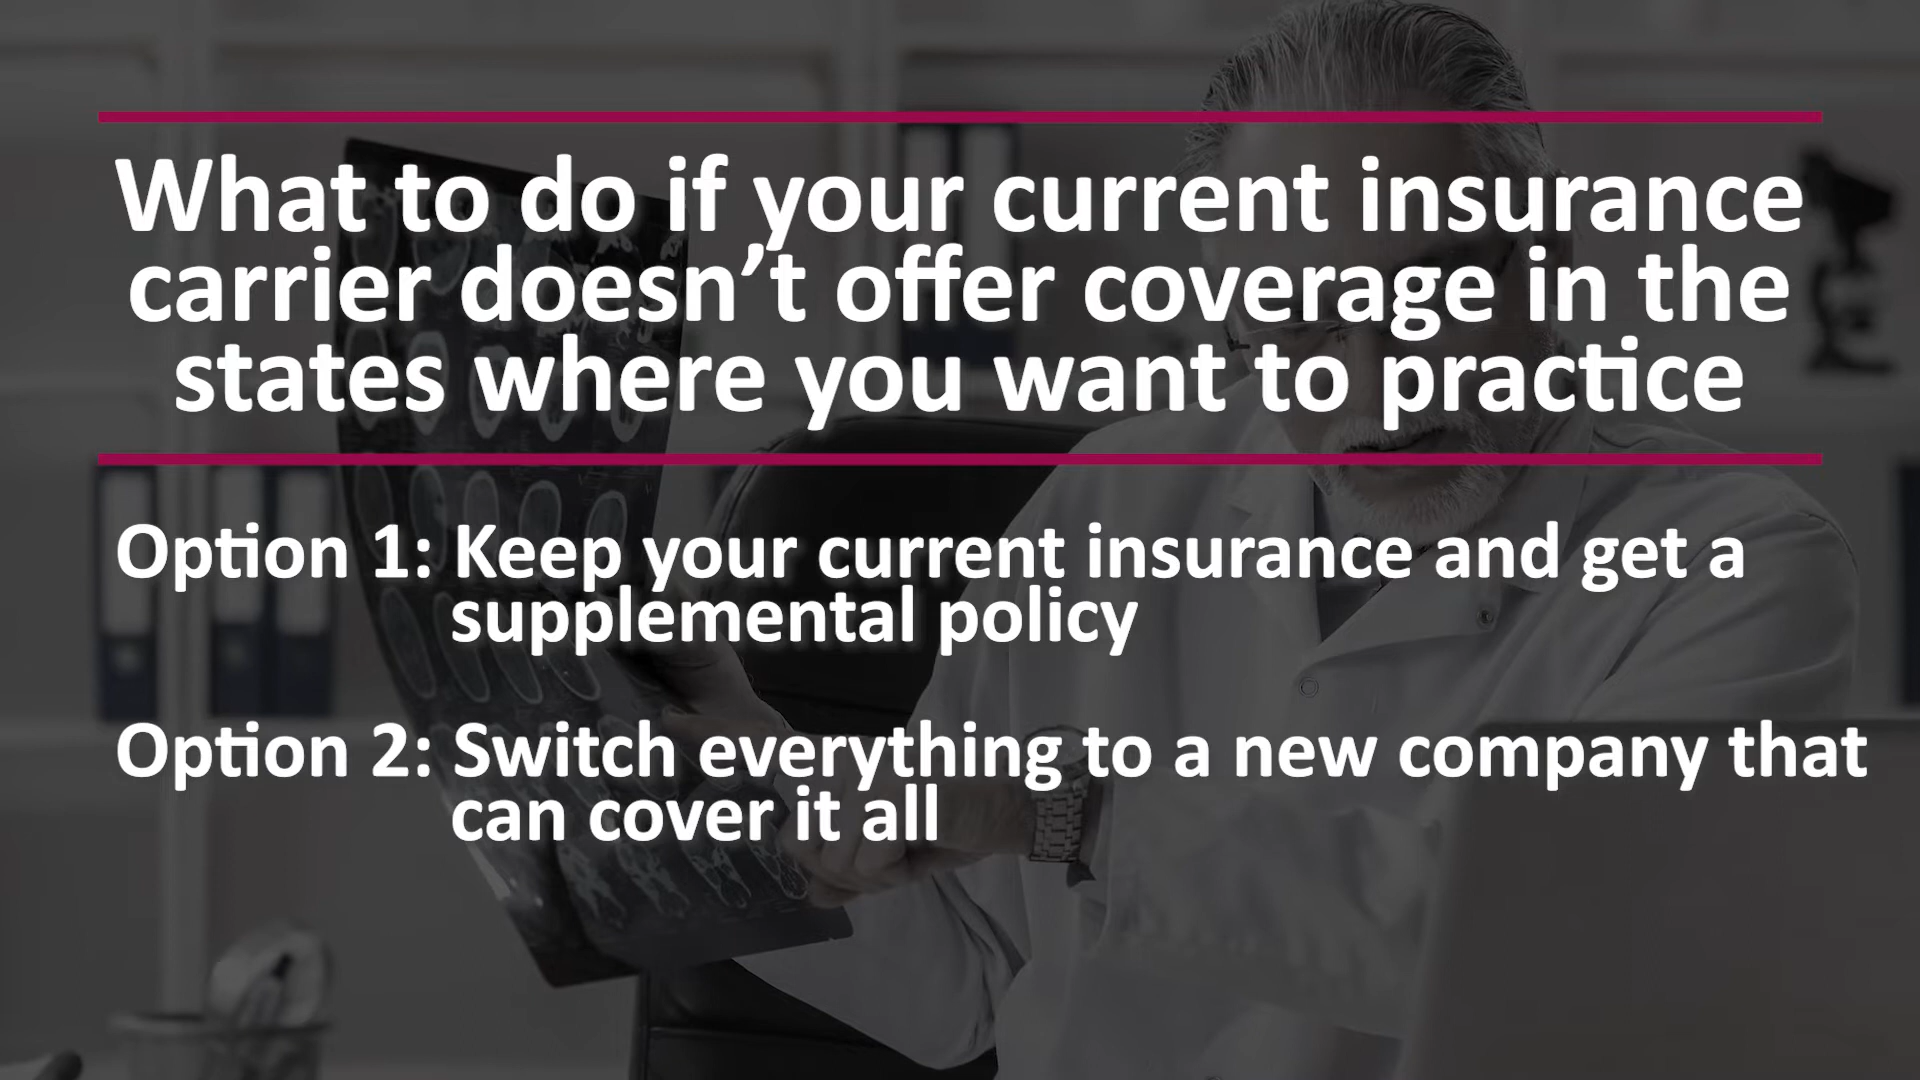 What to do if your current insurance
carrier doesn’t offer coverage in the
states where you want to practice
Option 1: Keep your current insurance and get a
supplemental policy
Option 2: Switch everything to a new company that
can cover it all